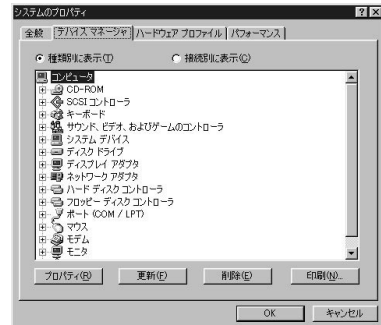 システムのプロパティ
全般 デバイス マネージャ ハードウェア プロファイル パフォーマンス
種類別に表示(T) 接続別に表示(C)
コンピュータ
CD-ROM
SCSI コントローラ
キーボード
サウンド、ビデオ、およびゲームのコントローラ
システム デバイス
ディスク ドライブ
ディスプレイ アダプタ
ネットワーク アダプタ
ハード ディスク コントローラ
フロッピー ディスク コントローラ
ポート (COM / LPT)
マウス
モデム
モニタ
プロパティ(R) 更新(F) 削除(E) 印刷(N)...
OK キャンセル